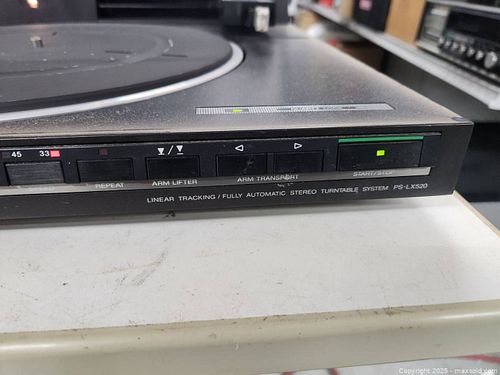 45 33
REPEAT
ARM LIFTER
ARM TRANSPORT
START/STOP
LINEAR TRACKING / FULLY AUTOMATIC STEREO TURNTABLE SYSTEM PS-LX520
Copyright 2025 - maxsold.com